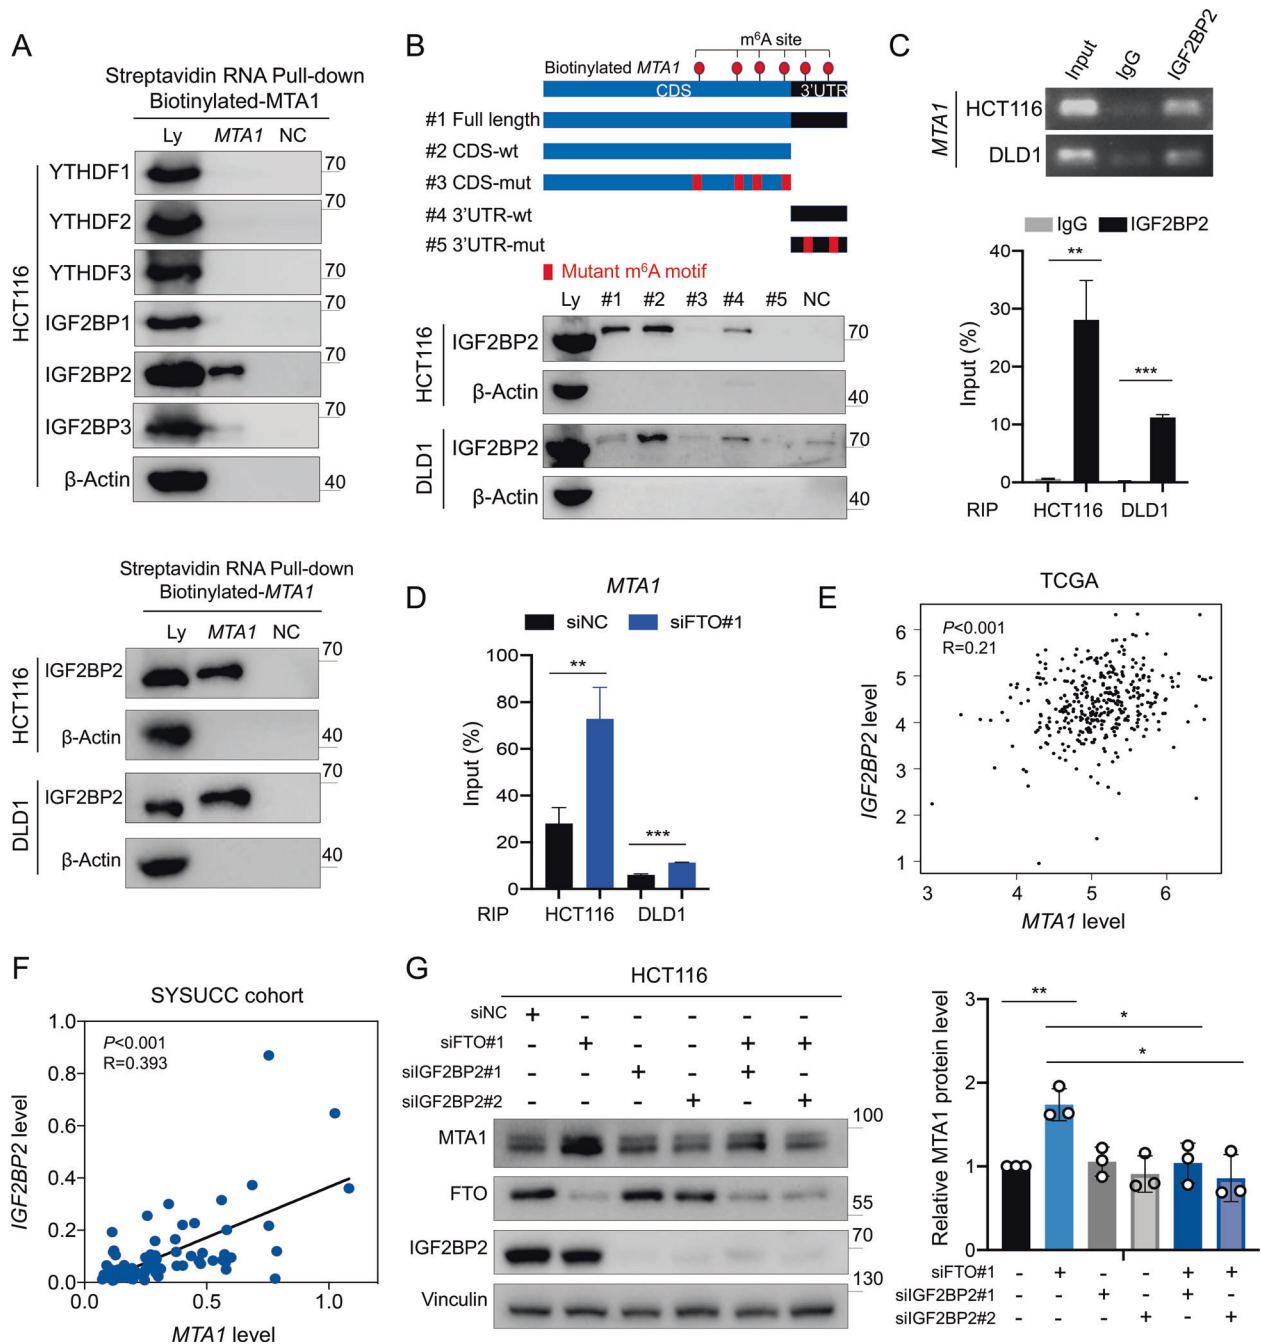 A
Streptavidin RNA Pull-down
Biotinylated-MTA1
Ly MTA1 NC
HCT116
YTHDF1 70
YTHDF2 70
YTHDF3 70
IGF2BP1 70
IGF2BP2 70
IGF2BP3 70
β-Actin 40
Streptavidin RNA Pull-down
Biotinylated-MTA1
Ly MTA1 NC
HCT116
IGF2BP2 70
β-Actin 40
DLD1
IGF2BP2 70
β-Actin 40
B
m⁶A site
Biotinylated MTA1
CDS 3'UTR
#1 Full length
#2 CDS-wt
#3 CDS-mut
#4 3'UTR-wt
#5 3'UTR-mut
Mutant m⁶A motif
Ly #1 #2 #3 #4 #5 NC
HCT116
IGF2BP2 70
β-Actin 40
DLD1
IGF2BP2 70
β-Actin 40
C
Input IgG IGF2BP2
MTA1
HCT116
DLD1
IgG IGF2BP2
Input (%)
40
30
20
10
0
** ***
RIP HCT116 DLD1
D
MTA1
siNC siFTO#1
Input (%)
100
80
60
40
20
0
** ***
RIP HCT116 DLD1
E
TCGA
P<0.001
R=0.21
IGF2BP2 level
6
5
4
3
2
1
3 4 5 6
MTA1 level
F
SYSUCC cohort
P<0.001
R=0.393
IGF2BP2 level
1.0
0.8
0.6
0.4
0.2
0.0
0.0 0.5 1.0
MTA1 level
G
HCT116
siNC + - - - - -
siFTO#1 - + - - + +
siIGF2BP2#1 - - + - + -
siIGF2BP2#2 - - - + - +
MTA1 100
FTO 55
IGF2BP2 70
Vinculin 130
Relative MTA1 protein level
3
2
1
0
**
*
*
siFTO#1 - + - - + +
siIGF2BP2#1 - - + - + -
siIGF2BP2#2 - - - + - +